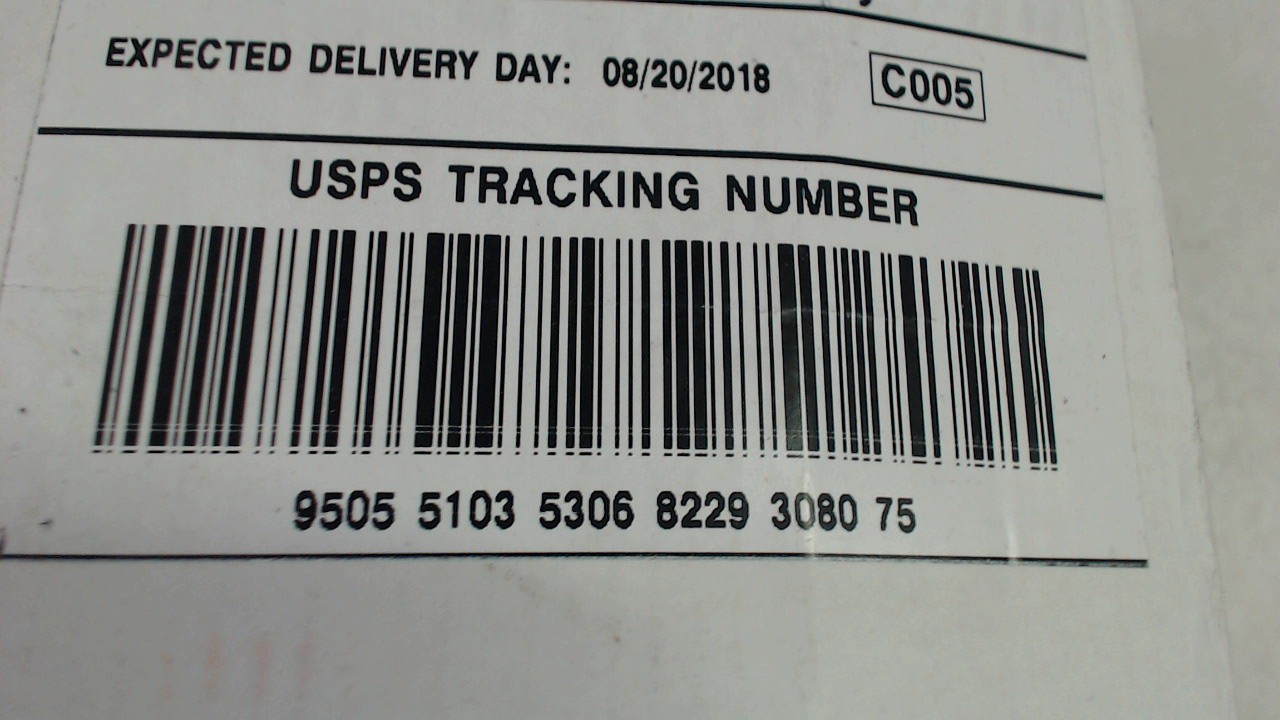 EXPECTED DELIVERY DAY: 08/20/2018
C005
USPS TRACKING NUMBER
9505 5103 5306 8229 3080 75